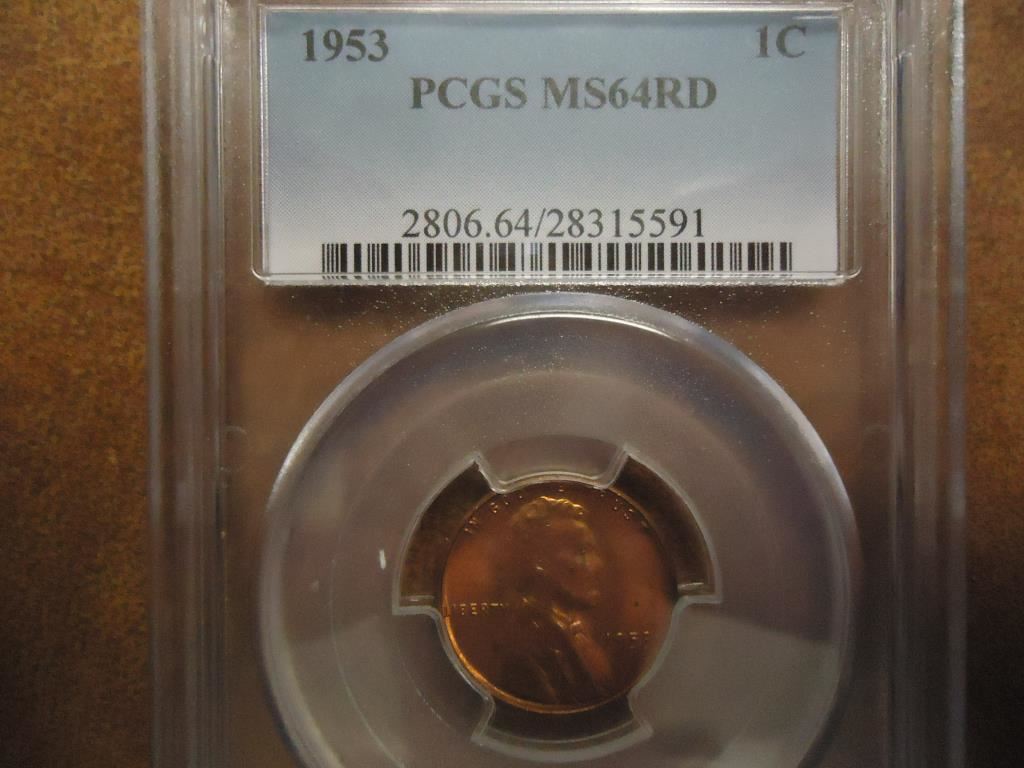 1953 1C
PCGS MS64RD
2806.64/28315591
LIBERTY